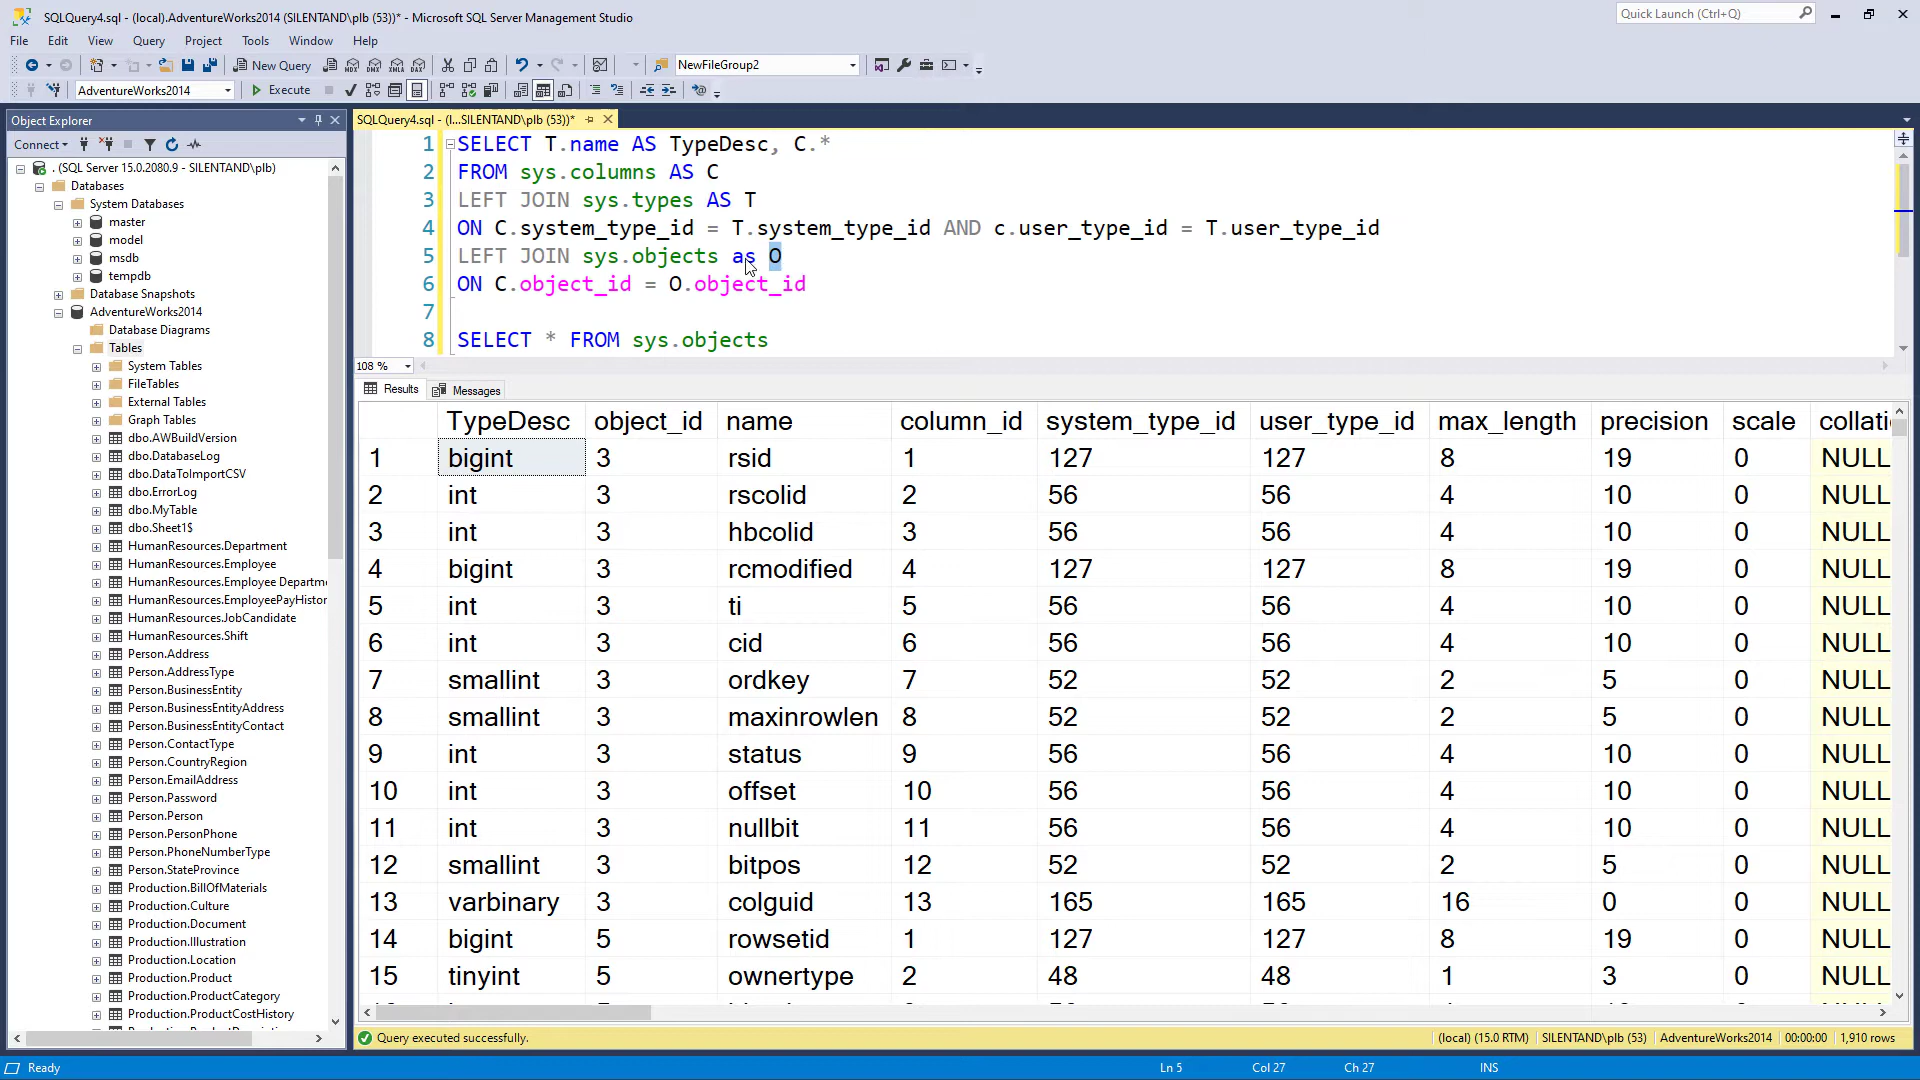 SQLQuery4.sql - (local).AdventureWorks2014 (SILENTAND\plb (53))* - Microsoft SQL Server Management Studio
Quick Launch (Ctrl+Q)
File Edit View Query Project Tools Window Help
New Query NewFileGroup2
AdventureWorks2014 Execute
Object Explorer
Connect
. (SQL Server 15.0.2080.9 - SILENTAND\plb)
Databases
System Databases
master
model
msdb
tempdb
Database Snapshots
AdventureWorks2014
Database Diagrams
Tables
System Tables
FileTables
External Tables
Graph Tables
dbo.AWBuildVersion
dbo.DatabaseLog
dbo.DataToImportCSV
dbo.ErrorLog
dbo.MyTable
dbo.Sheet1$
HumanResources.Department
HumanResources.Employee
HumanResources.Employee Departm
HumanResources.EmployeePayHistor
HumanResources.JobCandidate
HumanResources.Shift
Person.Address
Person.AddressType
Person.BusinessEntity
Person.BusinessEntityAddress
Person.BusinessEntityContact
Person.ContactType
Person.CountryRegion
Person.EmailAddress
Person.Password
Person.Person
Person.PersonPhone
Person.PhoneNumberType
Person.StateProvince
Production.BillOfMaterials
Production.Culture
Production.Document
Production.Illustration
Production.Location
Production.Product
Production.ProductCategory
Production.ProductCostHistory
SQLQuery4.sql - (l...SILENTAND\plb (53))*
1 SELECT T.name AS TypeDesc, C.*
2 FROM sys.columns AS C
3 LEFT JOIN sys.types AS T
4 ON C.system_type_id = T.system_type_id AND c.user_type_id = T.user_type_id
5 LEFT JOIN sys.objects as O
6 ON C.object_id = O.object_id
7
8 SELECT * FROM sys.objects
108 %
Results Messages
TypeDesc object_id name column_id system_type_id user_type_id max_length precision scale collati
1 bigint 3 rsid 1 127 127 8 19 0 NULL
2 int 3 rscolid 2 56 56 4 10 0 NULL
3 int 3 hbcolid 3 56 56 4 10 0 NULL
4 bigint 3 rcmodified 4 127 127 8 19 0 NULL
5 int 3 ti 5 56 56 4 10 0 NULL
6 int 3 cid 6 56 56 4 10 0 NULL
7 smallint 3 ordkey 7 52 52 2 5 0 NULL
8 smallint 3 maxinrowlen 8 52 52 2 5 0 NULL
9 int 3 status 9 56 56 4 10 0 NULL
10 int 3 offset 10 56 56 4 10 0 NULL
11 int 3 nullbit 11 56 56 4 10 0 NULL
12 smallint 3 bitpos 12 52 52 2 5 0 NULL
13 varbinary 3 colguid 13 165 165 16 0 0 NULL
14 bigint 5 rowsetid 1 127 127 8 19 0 NULL
15 tinyint 5 ownertype 2 48 48 1 3 0 NULL
Query executed successfully. (local) (15.0 RTM) SILENTAND\plb (53) AdventureWorks2014 00:00:00 1,910 rows
Ready Ln 5 Col 27 Ch 27 INS